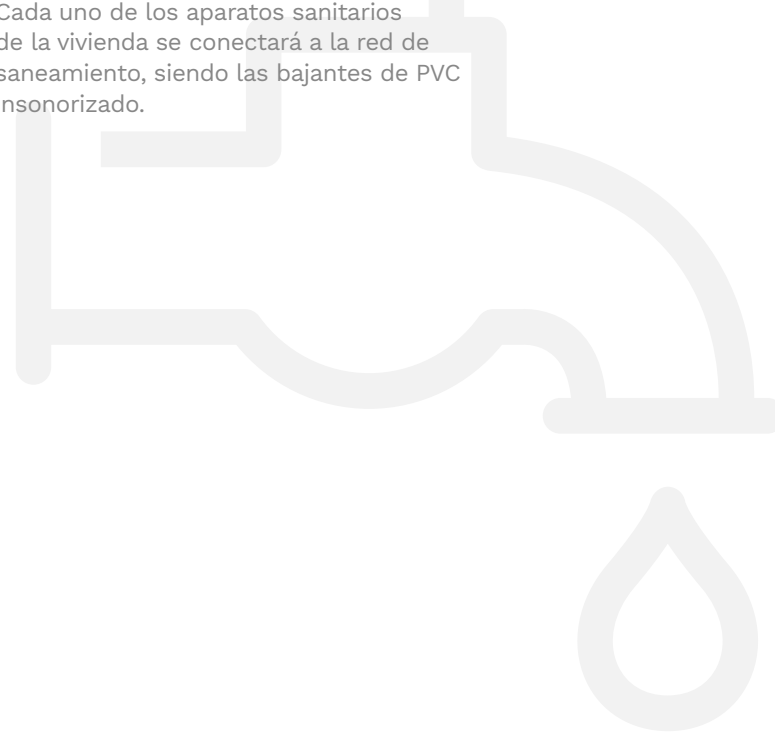 Cada uno de los aparatos sanitarios
de la vivienda se conectará a la red de
saneamiento, siendo las bajantes de PVC
insonorizado.